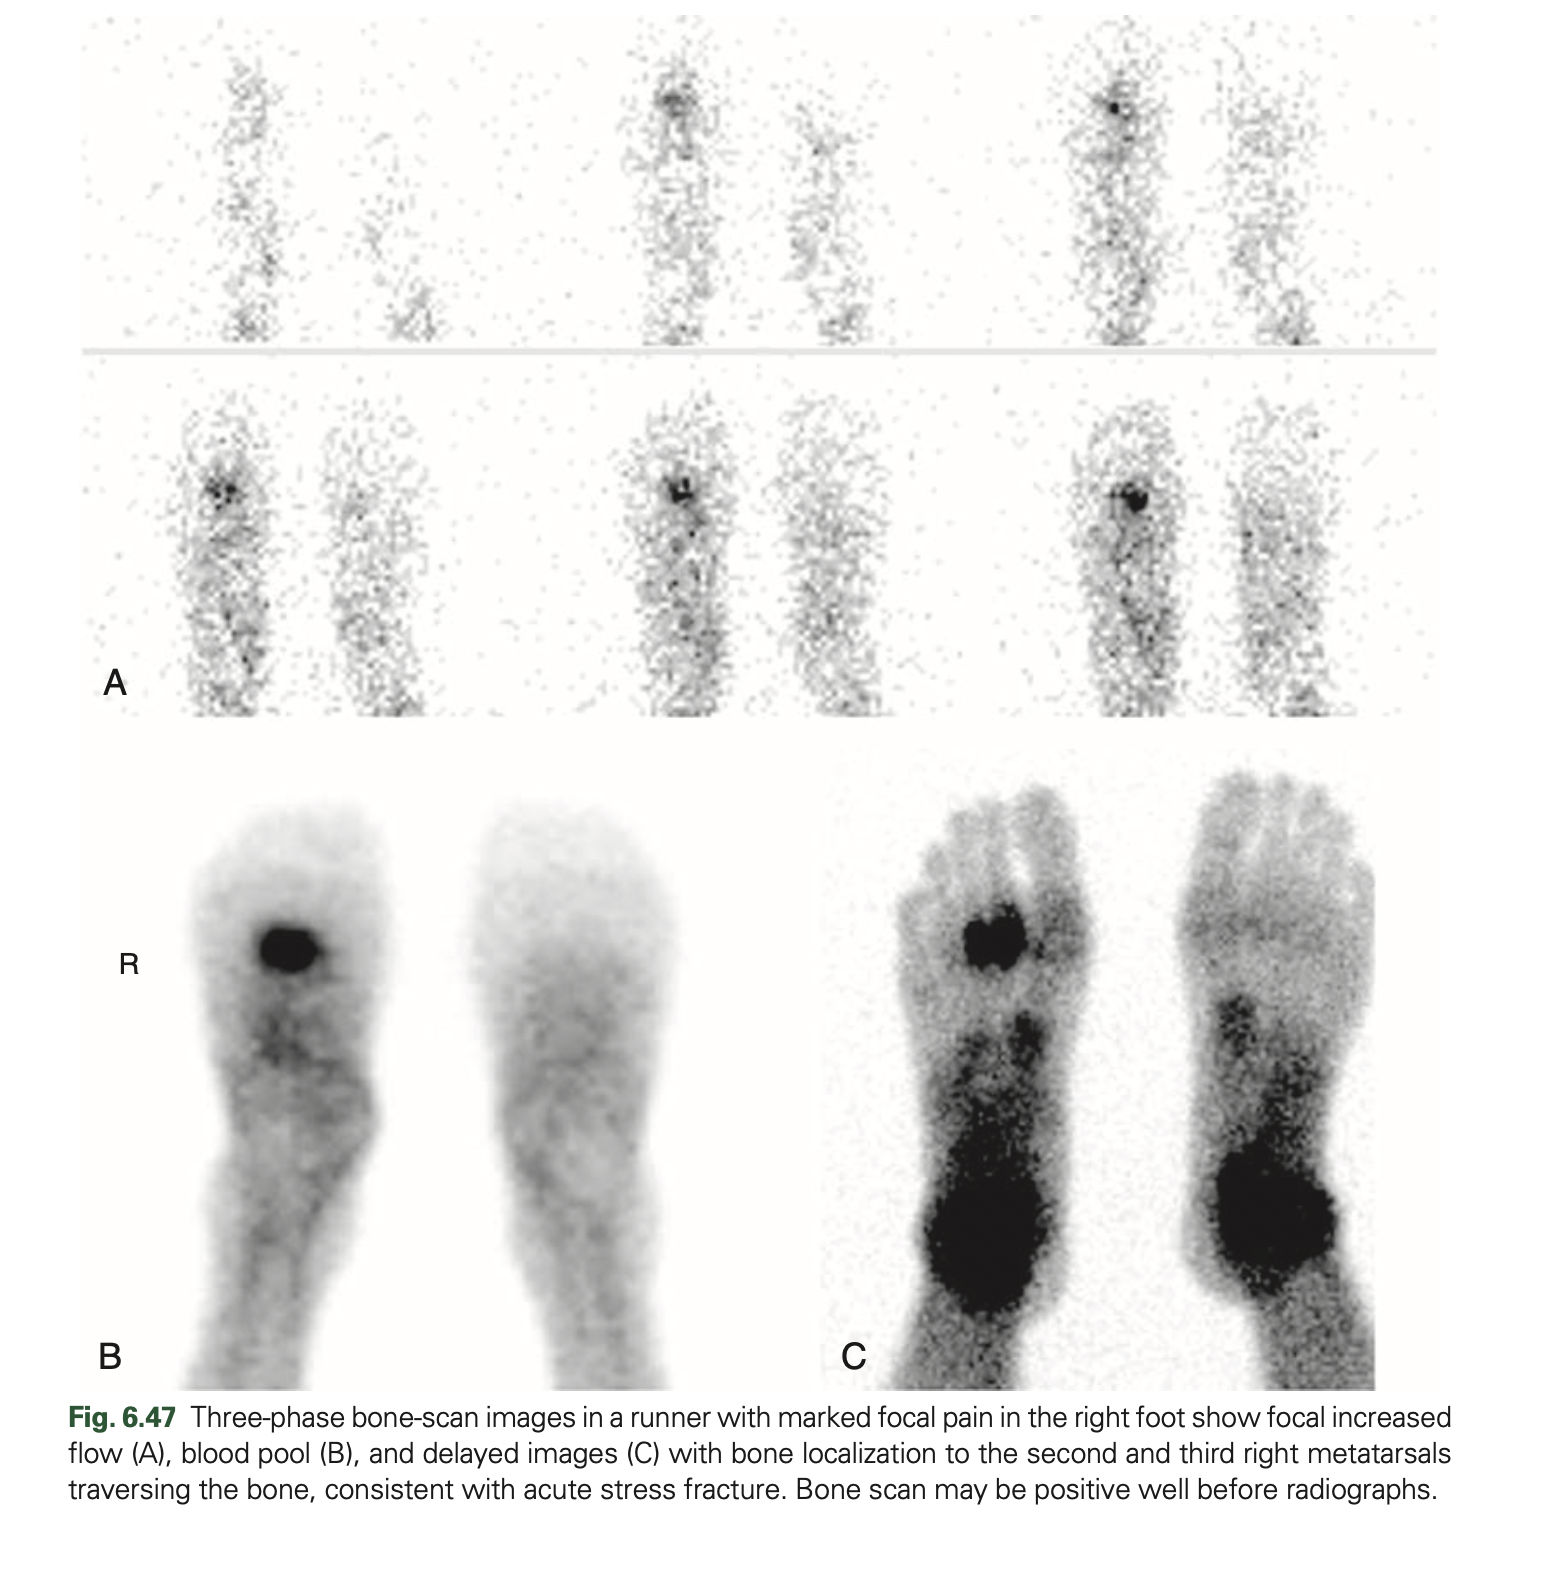 A
R
B
C
Fig. 6.47 Three-phase bone-scan images in a runner with marked focal pain in the right foot show focal increased
flow (A), blood pool (B), and delayed images (C) with bone localization to the second and third right metatarsals
traversing the bone, consistent with acute stress fracture. Bone scan may be positive well before radiographs.